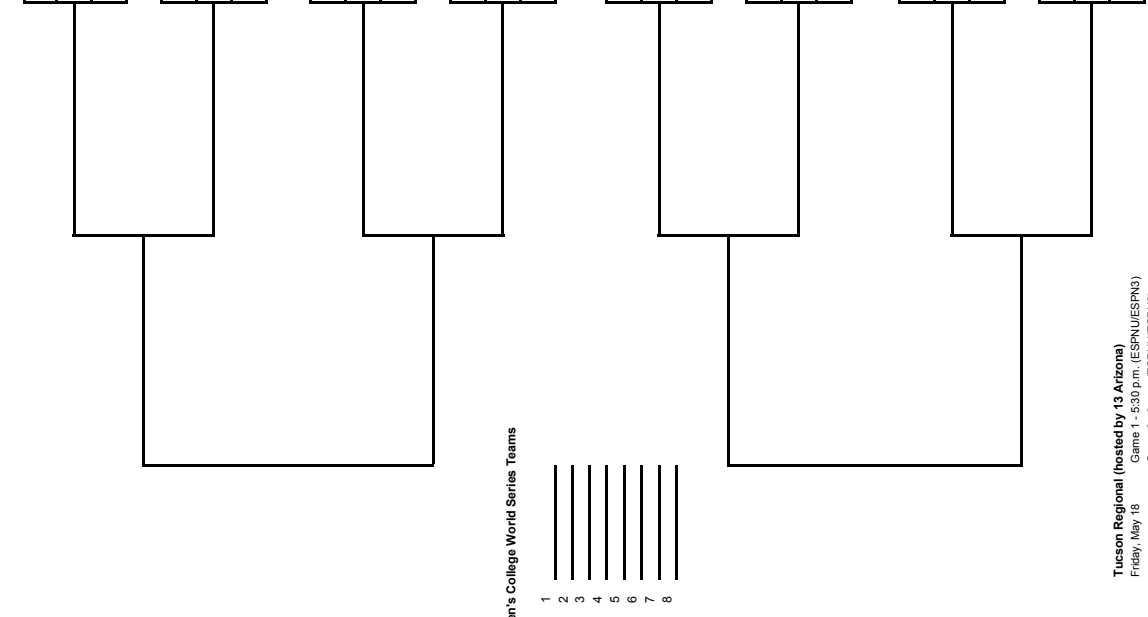 en's College World Series Teams
1
2
3
4
5
6
7
8
Tucson Regional (hosted by 13 Arizona)
Friday, May 18 Game 1 - 5:30 p.m. (ESPNU/ESPN3)